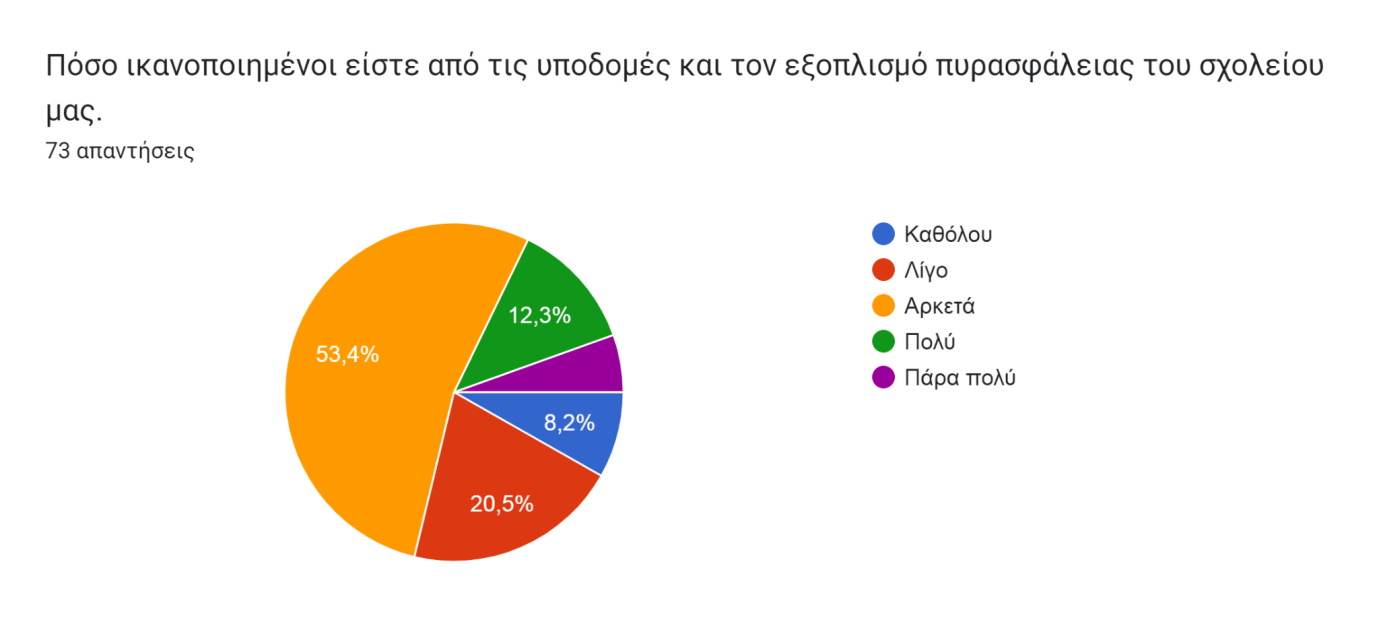 Πόσο ικανοποιημένοι είστε από τις υποδομές και τον εξοπλισμό πυρασφάλειας του σχολείου
μας.
73 απαντήσεις
Καθόλου
Λίγο
Αρκετά
Πολύ
Πάρα πολύ
12,3%
53,4%
8,2%
20,5%